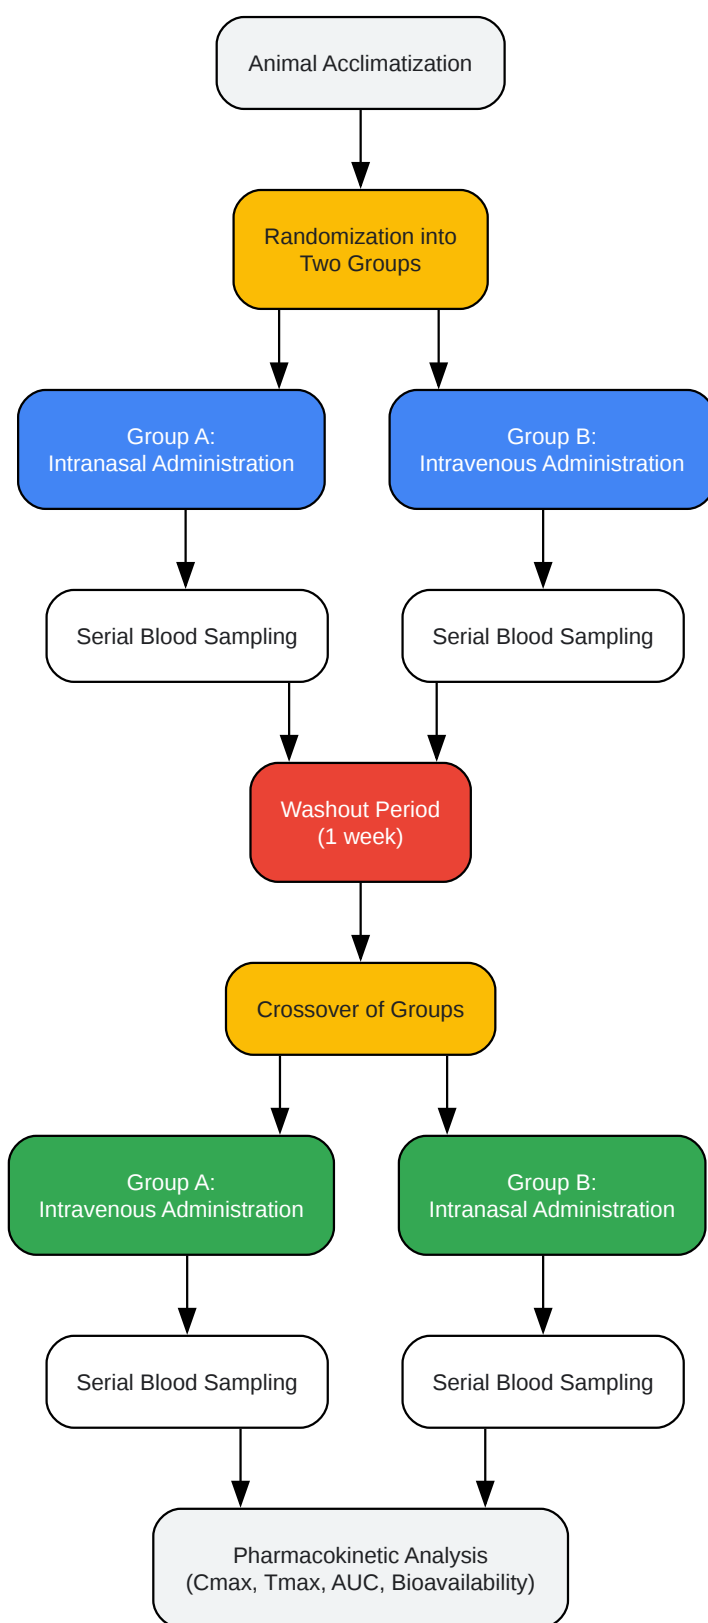 Animal Acclimatization
Randomization into
Two Groups
Group A:
Intranasal Administration
Group B:
Intravenous Administration
Serial Blood Sampling
Serial Blood Sampling
Washout Period
(1 week)
Crossover of Groups
Group A:
Intravenous Administration
Group B:
Intranasal Administration
Serial Blood Sampling
Serial Blood Sampling
Pharmacokinetic Analysis
(Cmax, Tmax, AUC, Bioavailability)